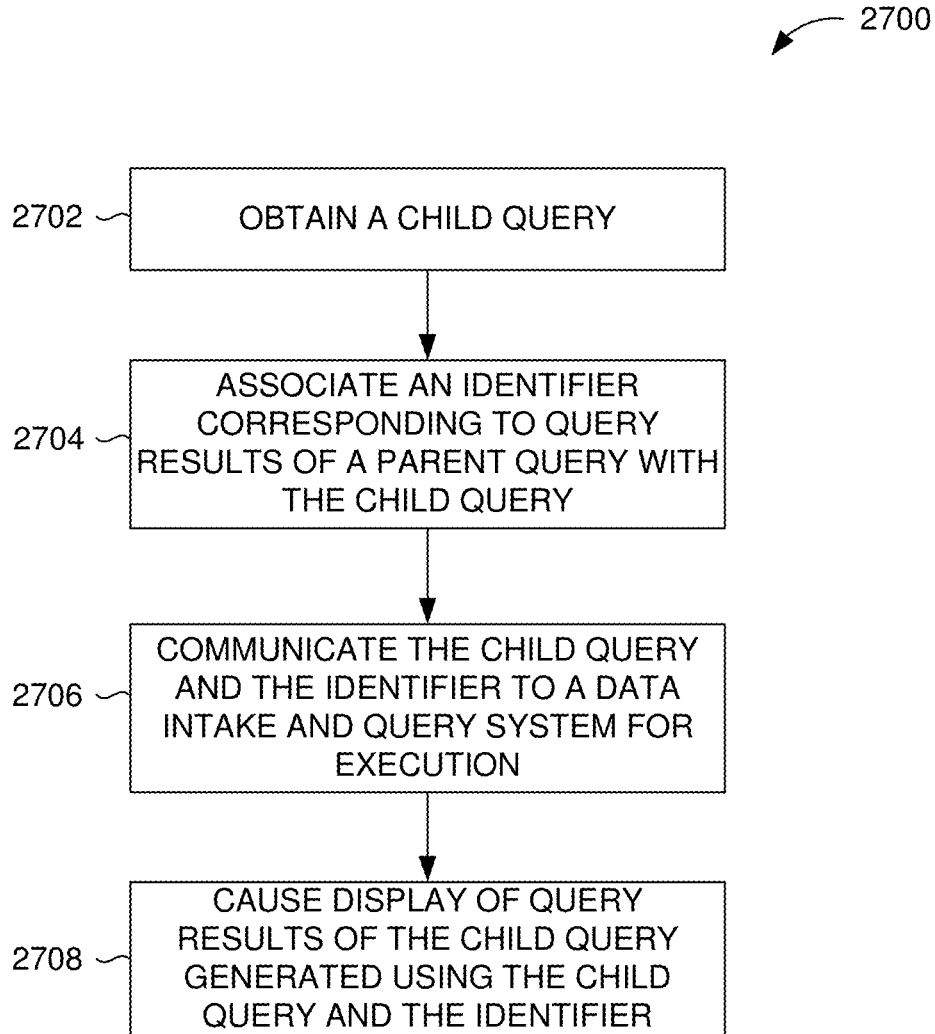 2700
2702
OBTAIN A CHILD QUERY
2704
ASSOCIATE AN IDENTIFIER
CORRESPONDING TO QUERY
RESULTS OF A PARENT QUERY WITH
THE CHILD QUERY
2706
COMMUNICATE THE CHILD QUERY
AND THE IDENTIFIER TO A DATA
INTAKE AND QUERY SYSTEM FOR
EXECUTION
2708
CAUSE DISPLAY OF QUERY
RESULTS OF THE CHILD QUERY
GENERATED USING THE CHILD
QUERY AND THE IDENTIFIER